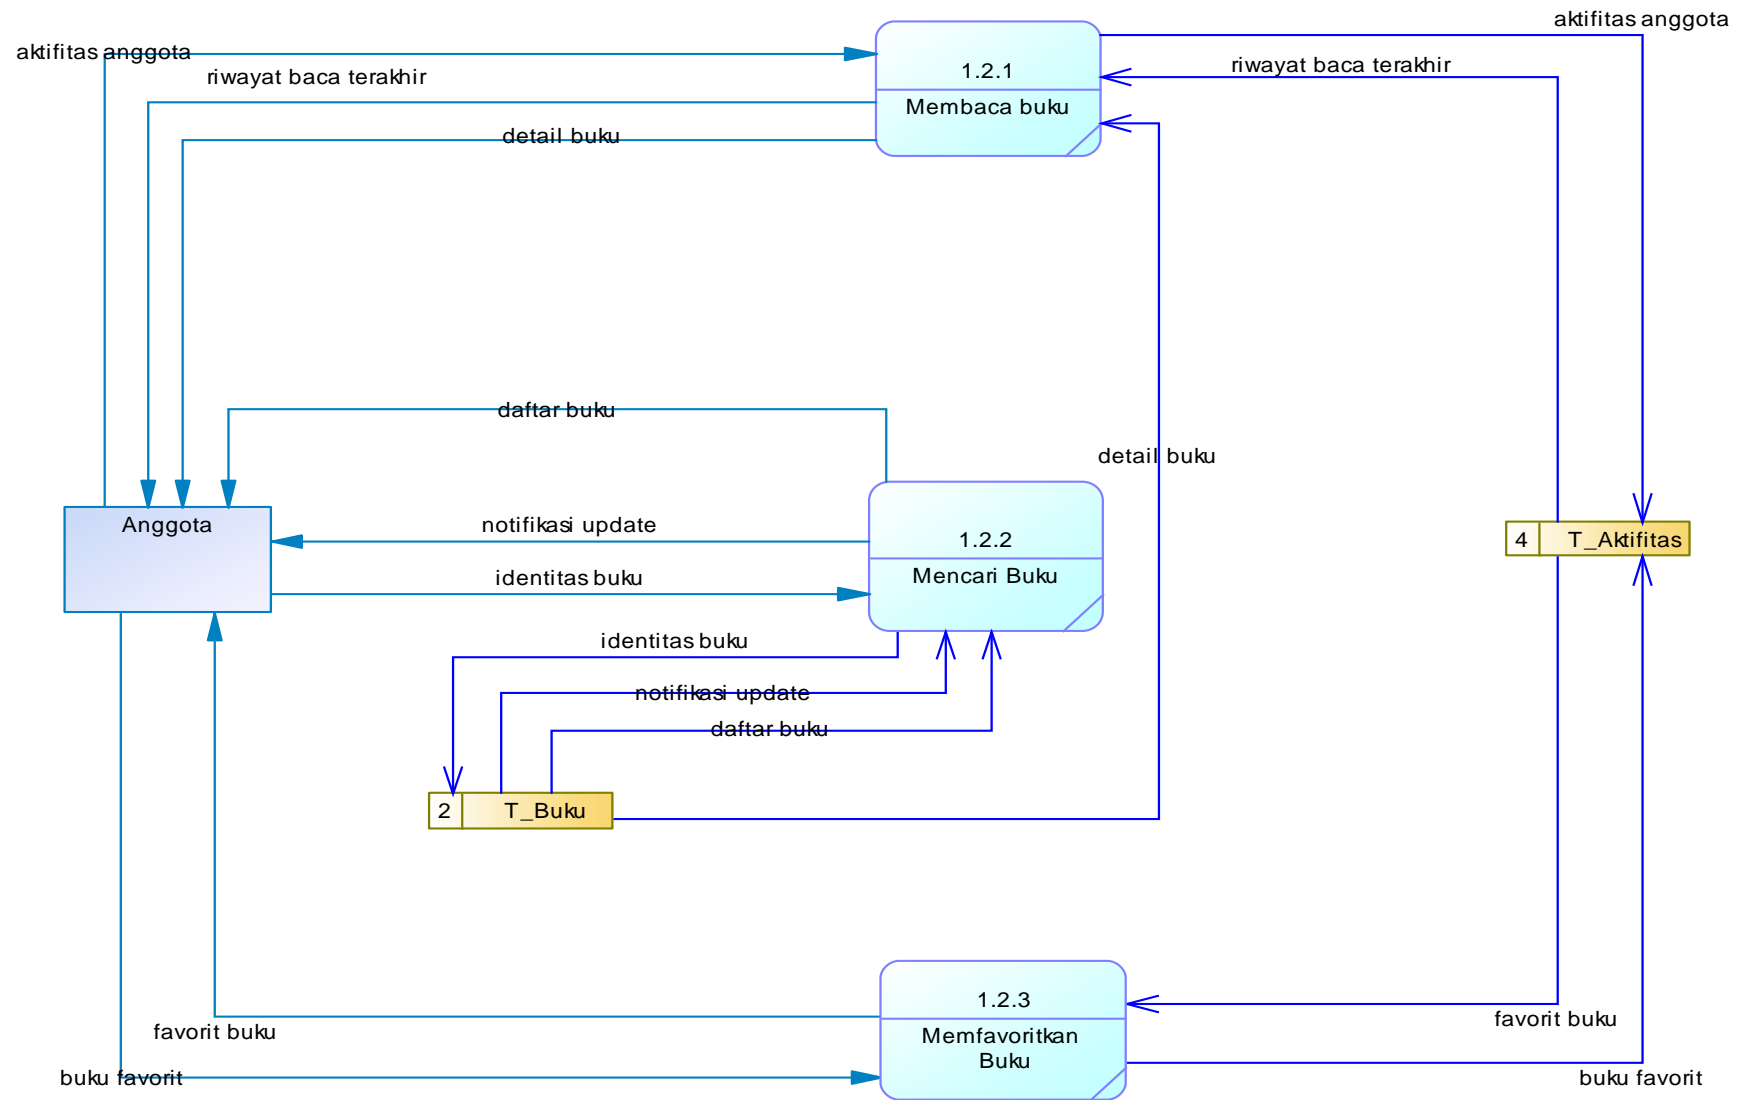 aktifitas anggota
aktifitas anggota
riwayat baca terakhir
riwayat baca terakhir
1.2.1
Membaca buku
detail buku
daftar buku
detail buku
Anggota
notifikasi update
1.2.2
Mencari Buku
identitas buku
4
T_Aktifitas
identitas buku
notifikasi update
daftar buku
2
T_Buku
1.2.3
Memfavoritkan
Buku
favorit buku
favorit buku
buku favorit
buku favorit